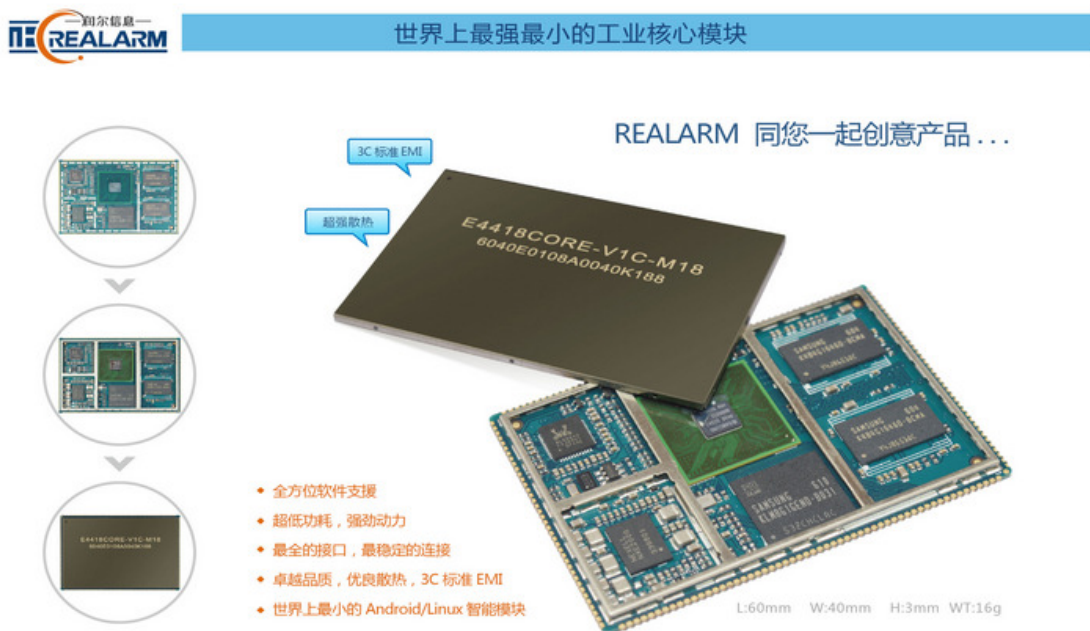 润尔信息
REALARM
世界上最强最小的工业核心模块
REALARM 同您一起创意产品...
3C 标准 EMI
超强散热
E4418CORE-V1C-M18
6040E0108A0040K188
SAMSUNG
SAMSUNG
SAMSUNG
E4418CORE-V1C-M18
6040E0108A0040K188
全方位软件支援
超低功耗，强劲动力
最全的接口，最稳定的连接
卓越品质，优良散热，3C 标准 EMI
世界上最小的 Android/Linux 智能模块
L:60mm W:40mm H:3mm WT:16g